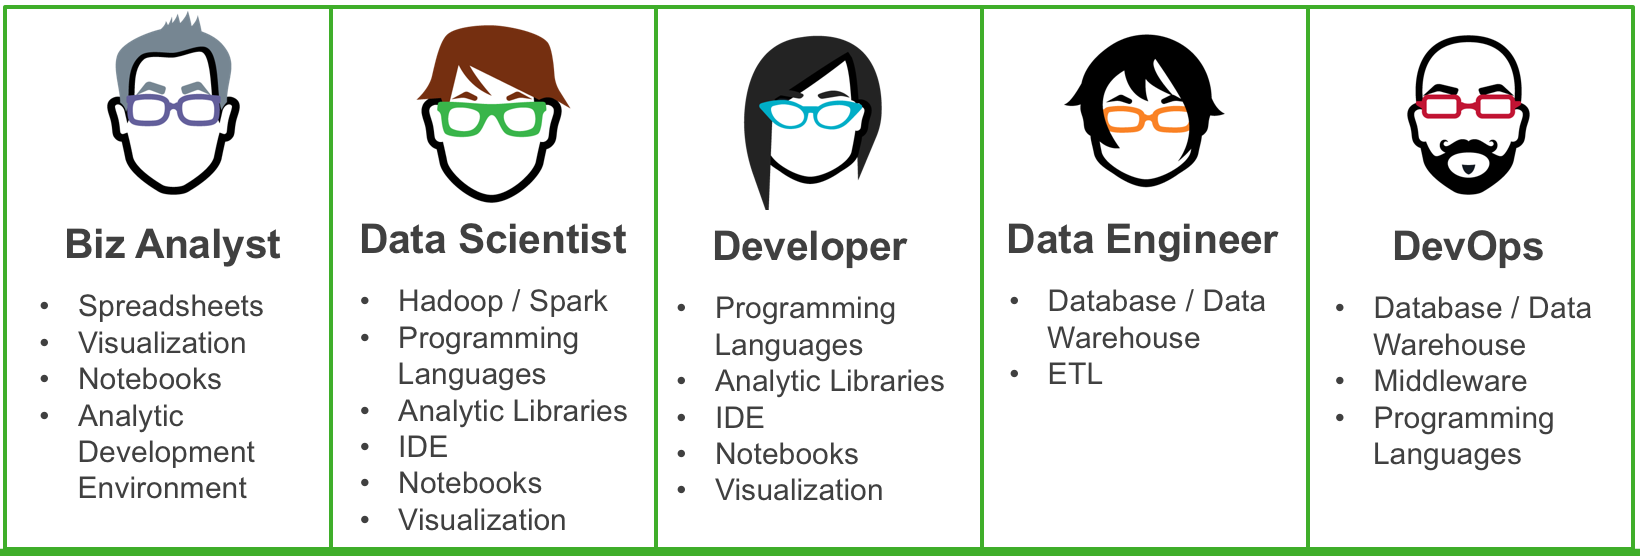 Biz Analyst
• Spreadsheets
• Visualization
• Notebooks
• Analytic
Development
Environment
Data Scientist
• Hadoop / Spark
• Programming
Languages
• Analytic Libraries
• IDE
• Notebooks
• Visualization
Developer
• Programming
Languages
• Analytic Libraries
• IDE
• Notebooks
• Visualization
Data Engineer
• Database / Data
Warehouse
• ETL
DevOps
• Database / Data
Warehouse
• Middleware
• Programming
Languages